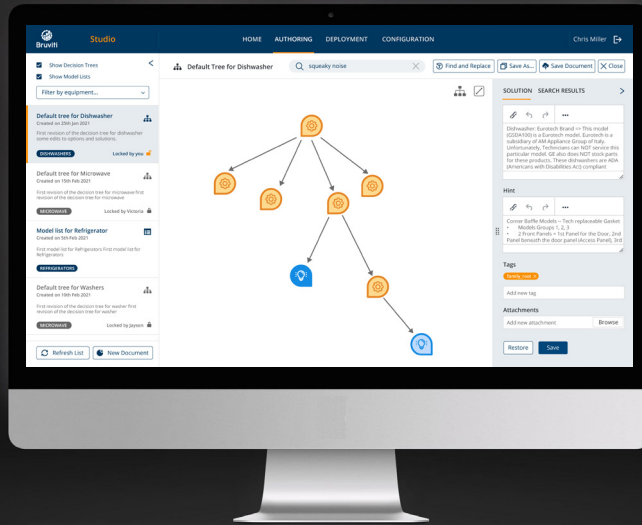 Bruviti
Studio
HOME
AUTHORING
DEPLOYMENT
CONFIGURATION
Chris Miller
Show Decision Trees
Show Model Lists
Filter by equipment...
Default tree for Dishwasher
Created on 25th Jan 2021
First revision of the decision tree for dishwasher
some edits to options and solutions.
DISHWASHERS
Locked by you
Default tree for Microwave
Created on 15th Feb 2021
First revision of the decision tree for microwave first
revision of the decision tree for microwave
MICROWAVE
Locked by Victoria
Model list for Refrigerator
Created on 5th Feb 2021
First model list for Refrigerators First model list for
Refrigerators
REFRIGERATORS
Default tree for Washers
Created on 10th Feb 2021
First revision of the decision tree for washer first
revision of the decision tree for washer
MICROWAVE
Locked by Jayson
Refresh List
New Document
Default Tree for Dishwasher
squeaky noise
Find and Replace
Save As...
Save Document
Close
SOLUTION
SEARCH RESULTS
Dishwasher: Eurotech Brand => This model
(GSDA930) is a Eurotech model. Eurotech is a
subsidiary of AM Appliance Group of Italy.
Unfortunately, Technicians can NOT service this
particular model. GE also does NOT stock parts
for these products. These dishwashers are ADA
(Americans with Disabilities Act) compliant
Hint
Corner Baffle Models -- Tech replaceable Gasket
• Models Groups 1, 2, 3
• 2 Front Panels = 1st Panel for the Door, 2nd
Panel beneath the door panel (Access Panel), 3rd
Tags
Add new tag
Attachments
Add new attachment
Browse
Restore
Save